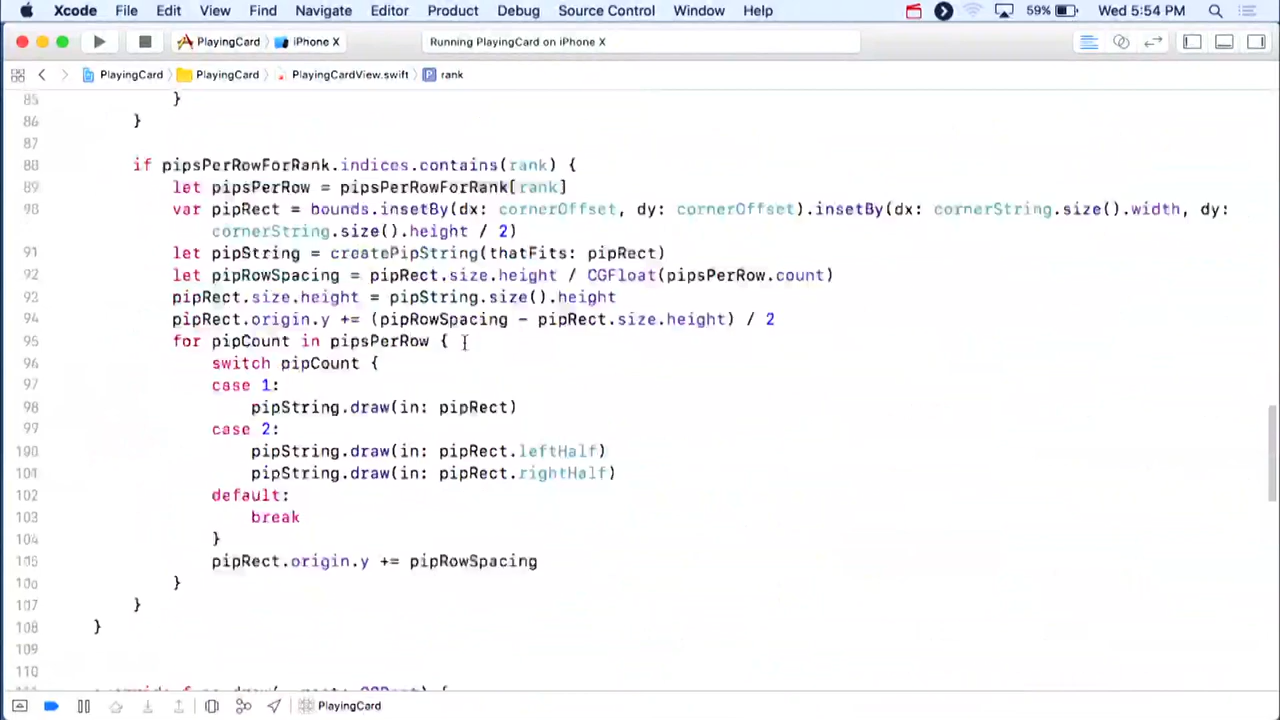 Xcode File Edit View Find Navigate Editor Product Debug Source Control Window Help 59% Wed 5:54 PM
PlayingCard iPhone X Running PlayingCard on iPhone X
PlayingCard PlayingCard PlayingCardView.swift P rank
85 }
86 }
87
88 if pipsPerRowForRank.indices.contains(rank) {
89 let pipsPerRow = pipsPerRowForRank[rank]
90 var pipRect = bounds.insetBy(dx: cornerOffset, dy: cornerOffset).insetBy(dx: cornerString.size().width, dy:
cornerString.size().height / 2)
91 let pipString = createPipString(thatFits: pipRect)
92 let pipRowSpacing = pipRect.size.height / CGFloat(pipsPerRow.count)
93 pipRect.size.height = pipString.size().height
94 pipRect.origin.y += (pipRowSpacing - pipRect.size.height) / 2
95 for pipCount in pipsPerRow {
96 switch pipCount {
97 case 1:
98 pipString.draw(in: pipRect)
99 case 2:
100 pipString.draw(in: pipRect.leftHalf)
101 pipString.draw(in: pipRect.rightHalf)
102 default:
103 break
104 }
105 pipRect.origin.y += pipRowSpacing
106 }
107 }
108 }
109
110
PlayingCard